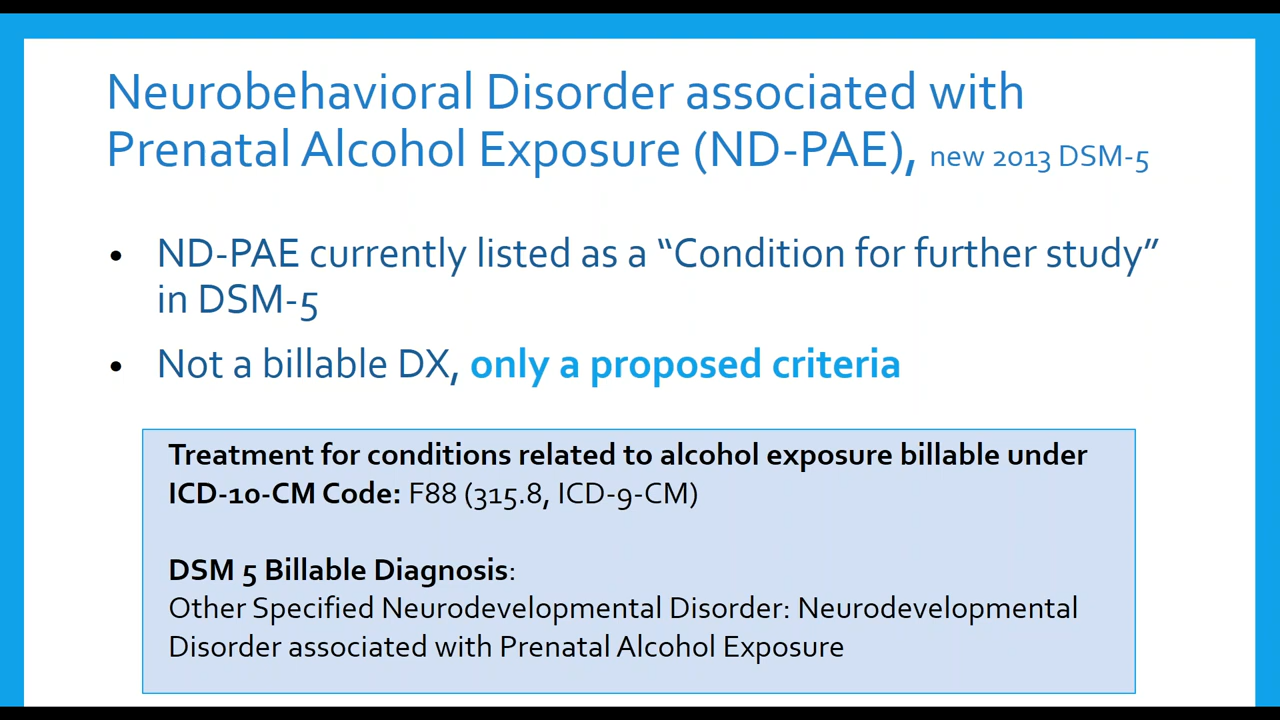 Neurobehavioral Disorder associated with
Prenatal Alcohol Exposure (ND-PAE), new 2013 DSM-5
• ND-PAE currently listed as a “Condition for further study”
in DSM-5
• Not a billable DX, only a proposed criteria
Treatment for conditions related to alcohol exposure billable under
ICD-10-CM Code: F88 (315.8, ICD-9-CM)
DSM 5 Billable Diagnosis:
Other Specified Neurodevelopmental Disorder: Neurodevelopmental
Disorder associated with Prenatal Alcohol Exposure